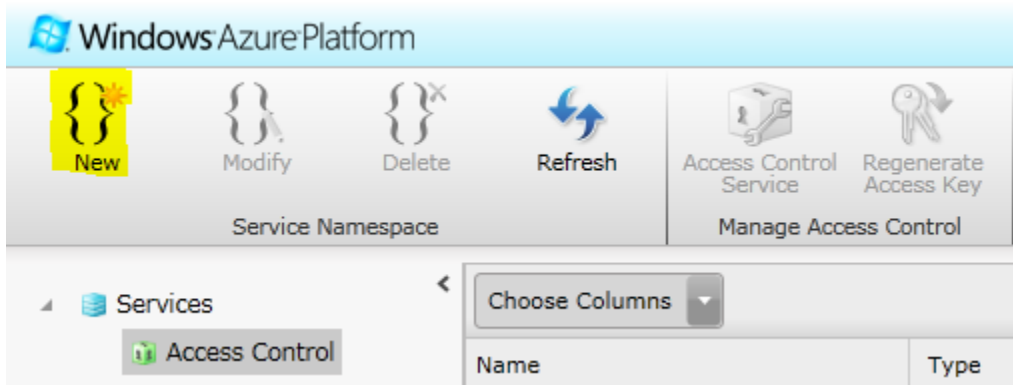 Windows Azure Platform
New Modify Delete Refresh Access Control Service Regenerate Access Key
Service Namespace Manage Access Control
Services
Access Control
Choose Columns
Name Type